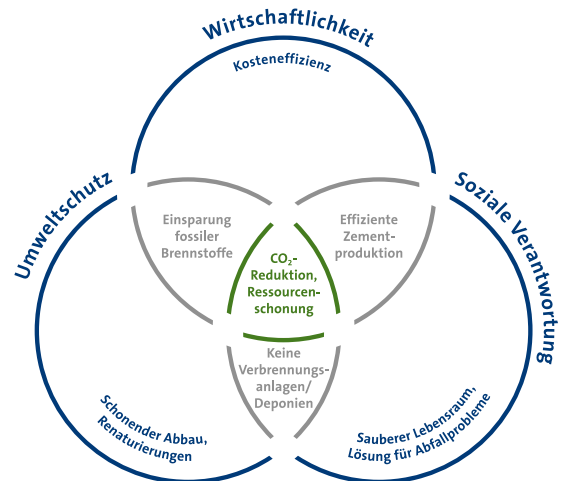 Wirtschaftlichkeit
Kosteneffizienz
Umweltschutz
Soziale Verantwortung
Einsparung
fossiler
Brennstoffe
Effiziente
Zement-
produktion
CO₂-
Reduktion,
Ressourcen-
schonung
Keine
Verbrennungs-
anlagen/
Deponien
Schonender Abbau,
Renaturierungen
Sauberer Lebensraum,
Lösung für Abfallprobleme